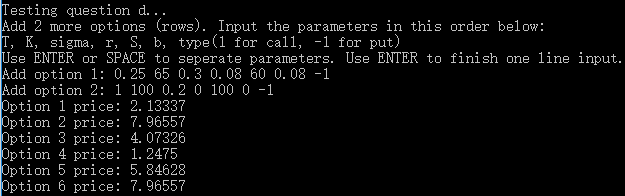 Testing question d...
Add 2 more options (rows). Input the parameters in this order below:
T, K, sigma, r, S, b, type(1 for call, -1 for put)
Use ENTER or SPACE to seperate parameters. Use ENTER to finish one line input.
Add option 1: 0.25 65 0.3 0.08 60 0.08 -1
Add option 2: 1 100 0.2 0 100 0 -1
Option 1 price: 2.13337
Option 2 price: 7.96557
Option 3 price: 4.07326
Option 4 price: 1.2475
Option 5 price: 5.84628
Option 6 price: 7.96557